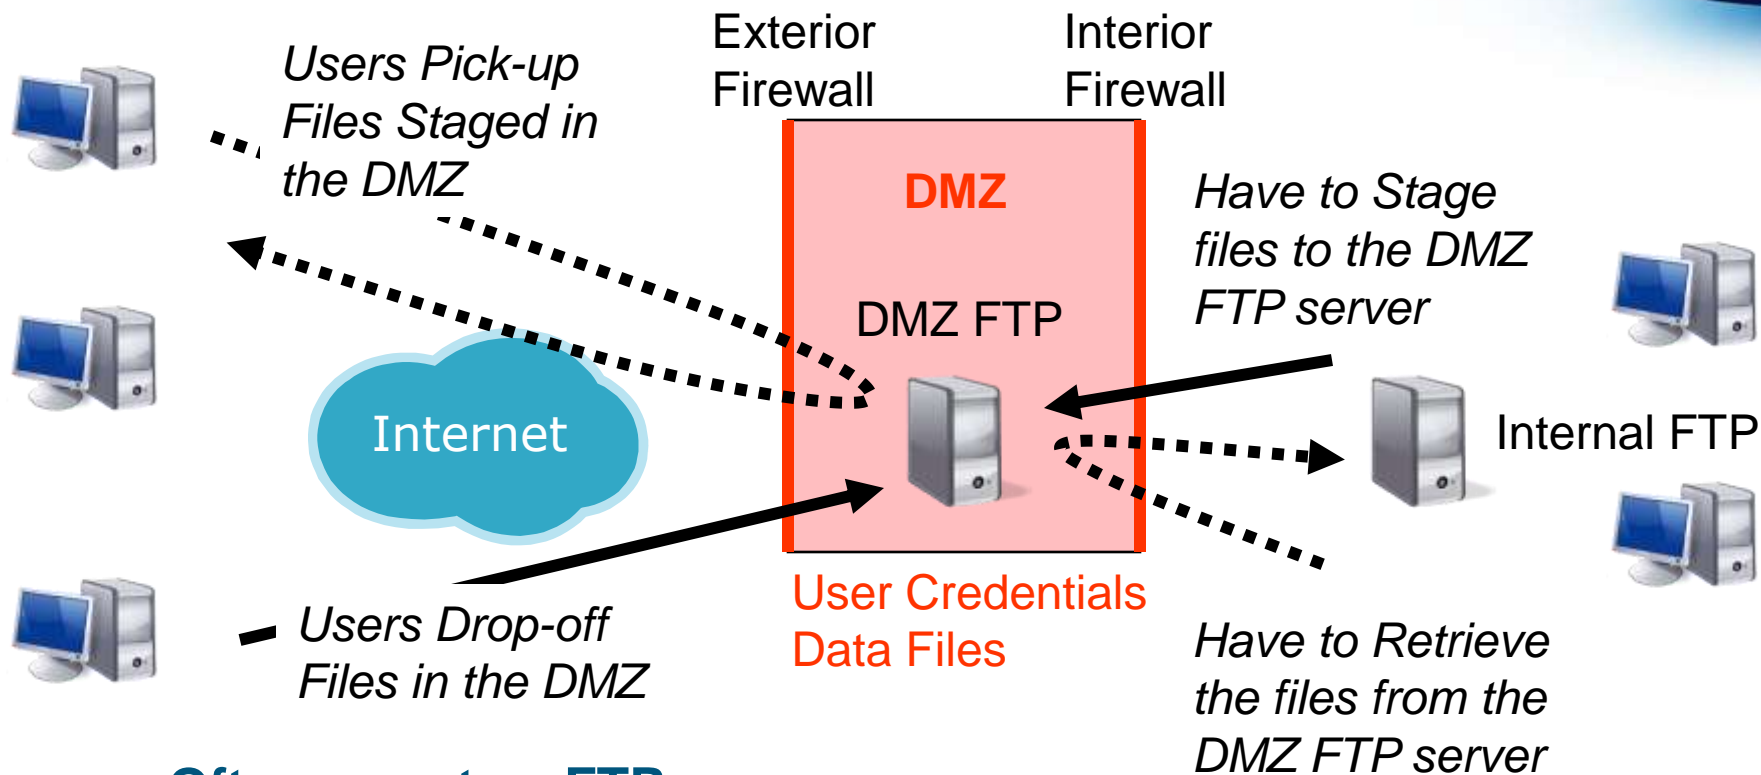 Exterior
Firewall
Interior
Firewall
Users Pick-up
Files Staged in
the DMZ
DMZ
Have to Stage
files to the DMZ
FTP server
DMZ FTP
Internet
Internal FTP
User Credentials
Data Files
Users Drop-off
Files in the DMZ
Have to Retrieve
the files from the
DMZ FTP server
FTP